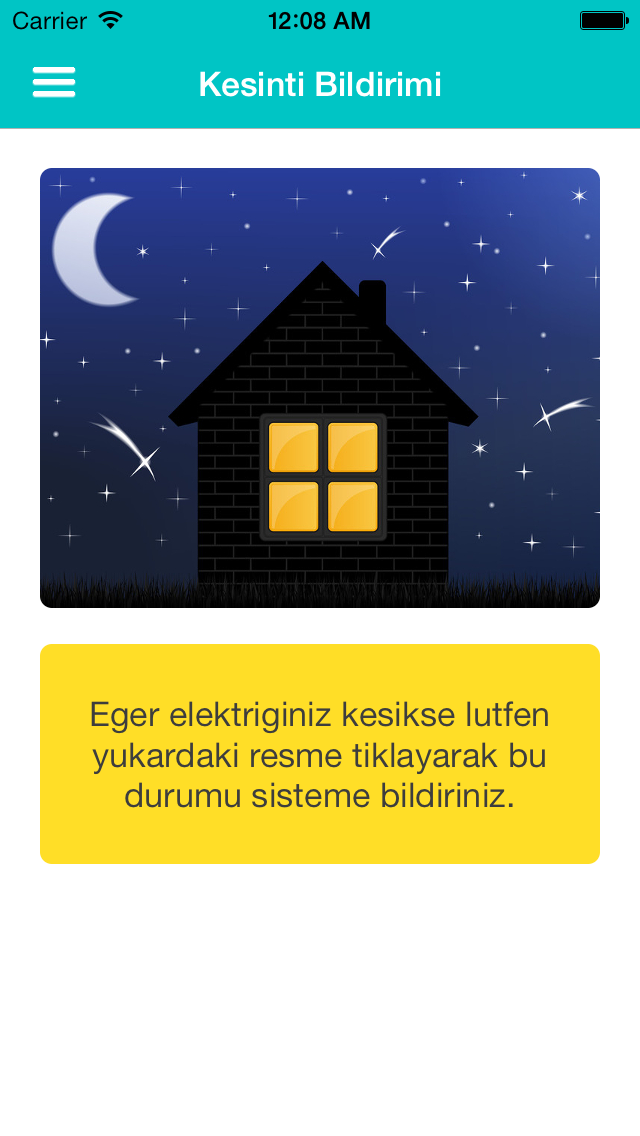 Carrier 12:08 AM
Kesinti Bildirimi
Eger elektriginiz kesikse lutfen
yukardaki resme tiklayarak bu
durumu sisteme bildiriniz.